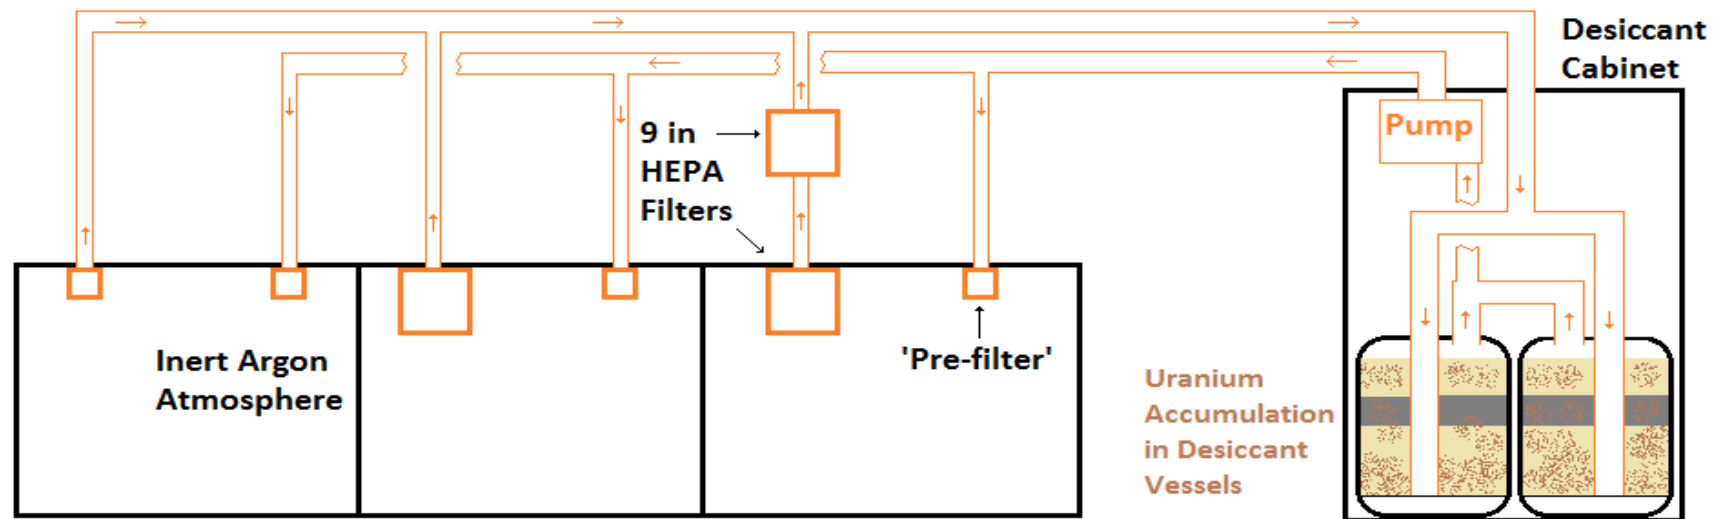 Desiccant
Cabinet
Pump
9 in
HEPA
Filters
Inert Argon
Atmosphere
'Pre-filter'
Uranium
Accumulation
in Desiccant
Vessels